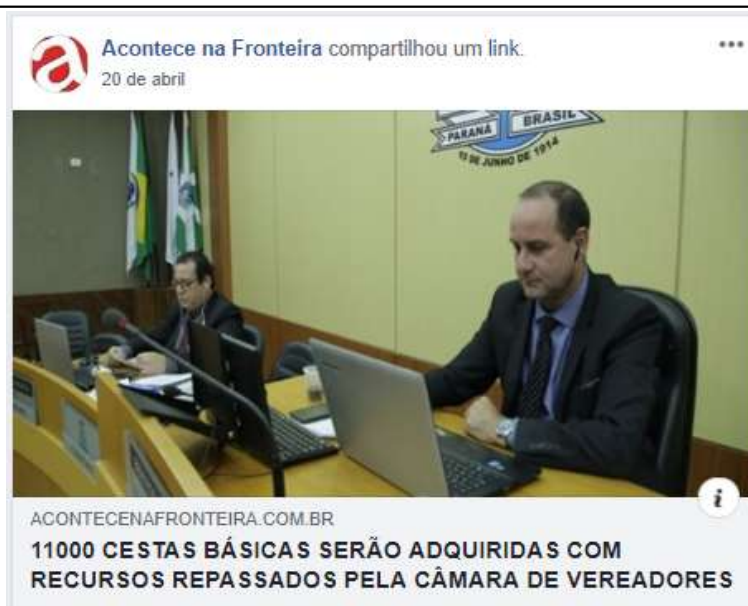 Acontece na Fronteira compartilhou um link.
20 de abril
PARANÁ BRASIL
10 DE JUNHO DE 1914
ACONTECENAFRONTEIRA.COM.BR
11000 CESTAS BÁSICAS SERÃO ADQUIRIDAS COM
RECURSOS REPASSADOS PELA CÂMARA DE VEREADORES